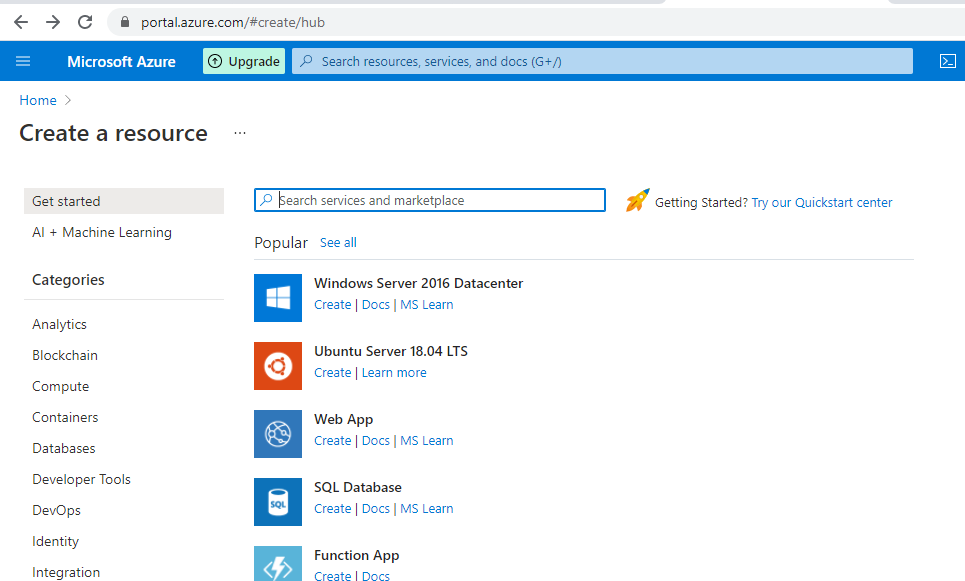 portal.azure.com/#create/hub
Microsoft Azure
Upgrade
Search resources, services, and docs (G+/)
Home
Create a resource
...
Get started
AI + Machine Learning
Categories
Analytics
Blockchain
Compute
Containers
Databases
Developer Tools
DevOps
Identity
Integration
Search services and marketplace
Getting Started? Try our Quickstart center
Popular See all
Windows Server 2016 Datacenter
Create | Docs | MS Learn
Ubuntu Server 18.04 LTS
Create | Learn more
Web App
Create | Docs | MS Learn
SQL
SQL Database
Create | Docs | MS Learn
Function App
Create | Docs